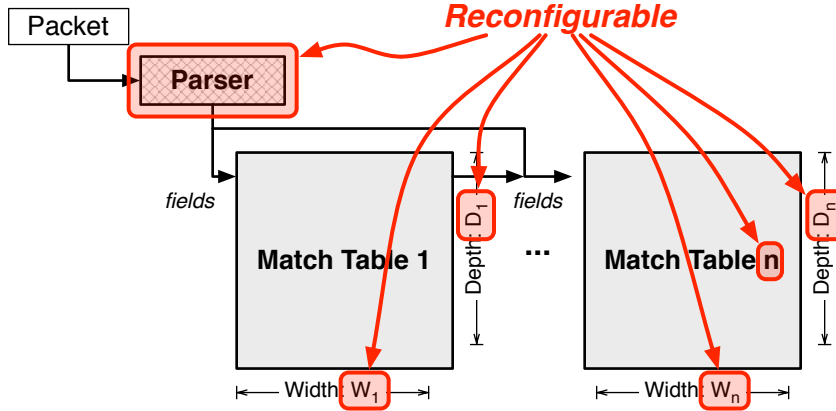 Reconfigurable
Packet
Parser
fields
Match Table 1
Depth: D1
fields
...
Match Table n
Depth: Dn
Width: W1
Width: Wn